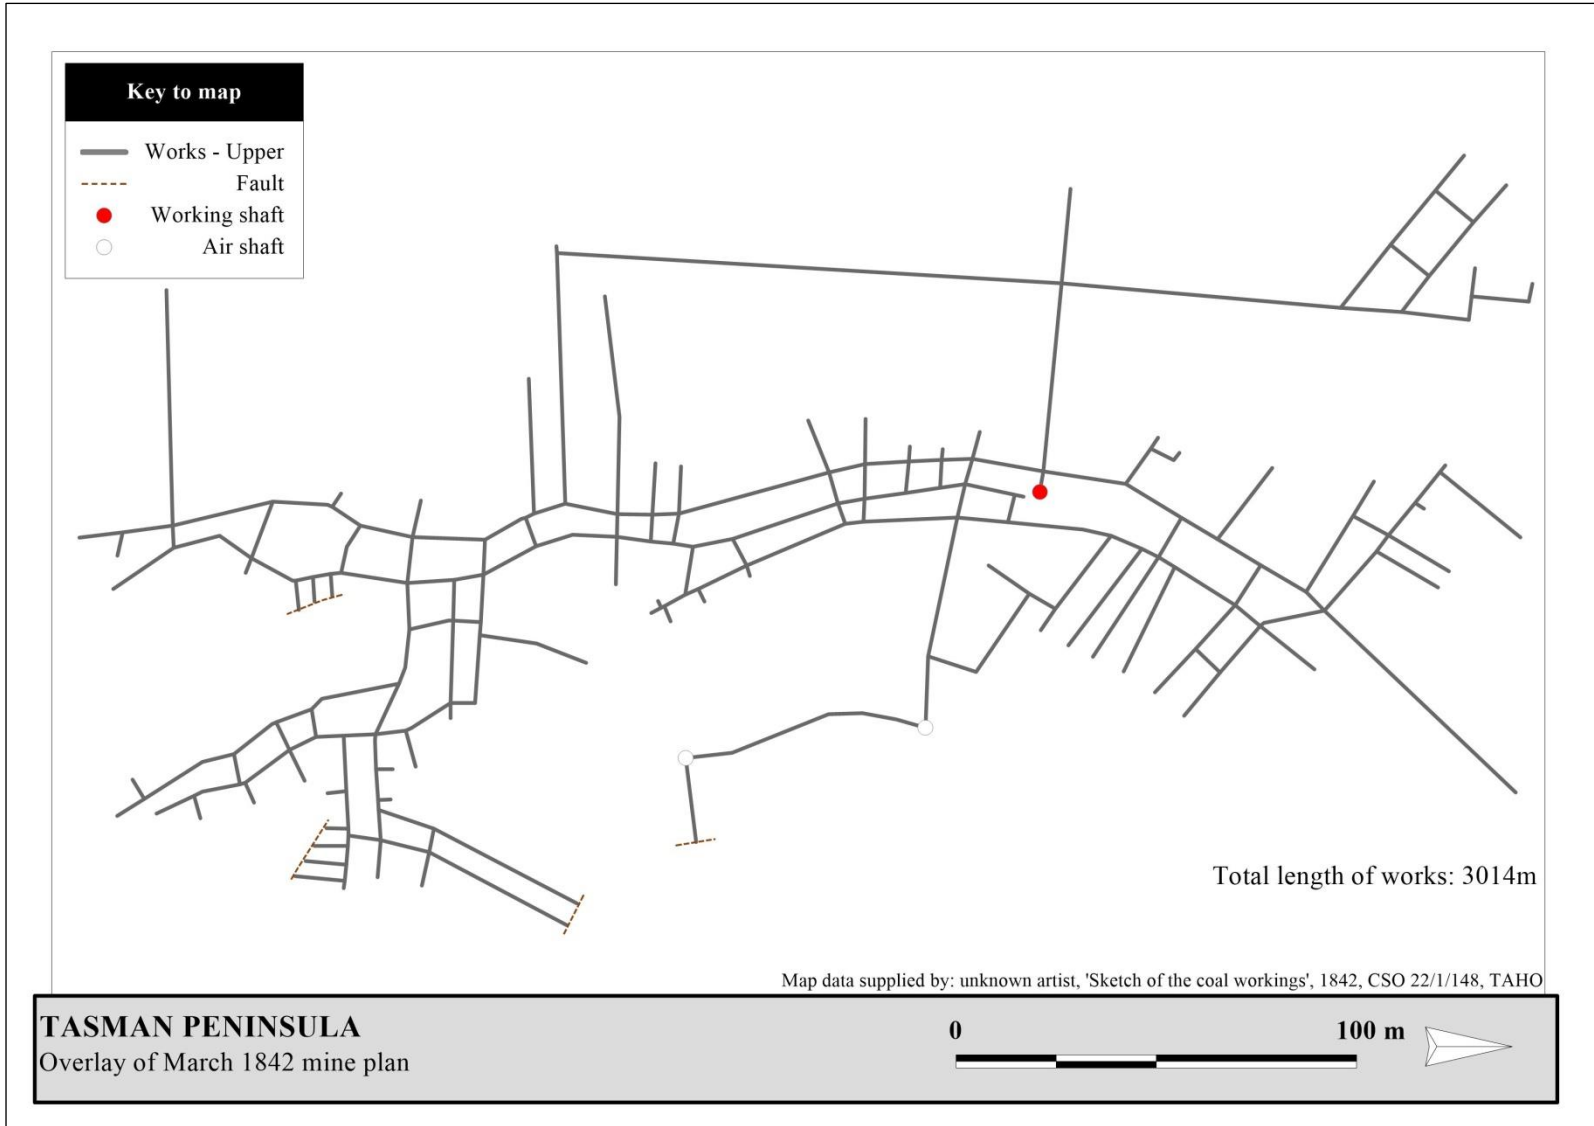 Key to map
Works - Upper
Fault
Working shaft
Air shaft
Total length of works: 3014m
Map data supplied by: unknown artist, 'Sketch of the coal workings', 1842, CSO 22/1/148, TAHO
TASMAN PENINSULA
Overlay of March 1842 mine plan
0 100 m